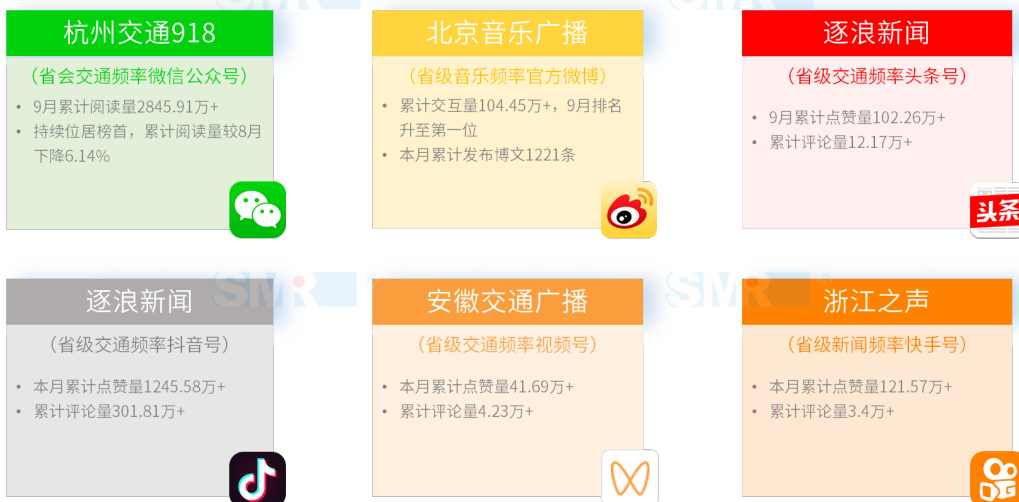 杭州交通918
（省会交通频率微信公众号）
• 9月累计阅读量2845.91万+
• 持续位居榜首，累计阅读量较8月
下降6.14%
北京音乐广播
（省级音乐频率官方微博）
• 累计交互量104.45万+，9月排名
升至第一位
• 本月累计发布博文1221条
逐浪新闻
（省级交通频率头条号）
• 9月累计点赞量102.26万+
• 累计评论量12.17万+
头条
逐浪新闻
（省级交通频率抖音号）
• 本月累计点赞量1245.58万+
• 累计评论量301.81万+
安徽交通广播
（省级交通频率视频号）
• 本月累计点赞量41.69万+
• 累计评论量4.23万+
浙江之声
（省级新闻频率快手号）
• 本月累计点赞量121.57万+
• 累计评论量3.4万+
SMR
SMR